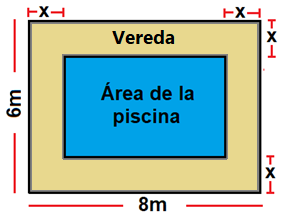 x
x
Vereda
x
Área de la
piscina
6m
x
8m